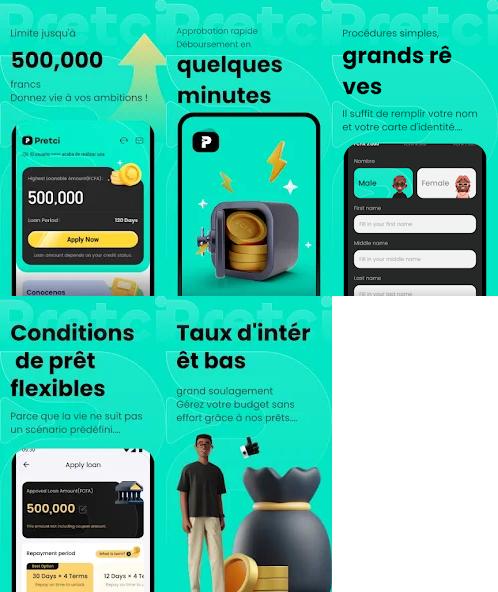 Limite jusqu'à
500,000
francs
Donnez vie à vos ambitions !
Pretci
Highest Loanable Amount(FCFA):
500,000
Loan Period:
120 Days
Apply Now
Loan amount depends on your credit status.
Conocenos
Approbation rapide
Déboursement en
quelques
minutes
Procédures simples,
grands rê
ves
Il suffit de remplir votre nom
et votre carte d'identité....
Nombre
Male
Female
First name
Fill in your first name
Middle name
Fill in your middle name
Last name
Fill in your last name
Conditions
de prêt
flexibles
Parce que la vie ne suit pas
un scénario prédéfini....
09:30
Apply loan
Approved Loan Amount(FCFA)
500,000
This amount not including coupon amount.
Repayment period
What is term?
Best Option
30 Days × 4 Terms
Repay on time to unlock
12 Days × 4 Te
Repay on time
Taux d'intér
êt bas
grand soulagement
Gérez votre budget sans
effort grâce à nos prêts....